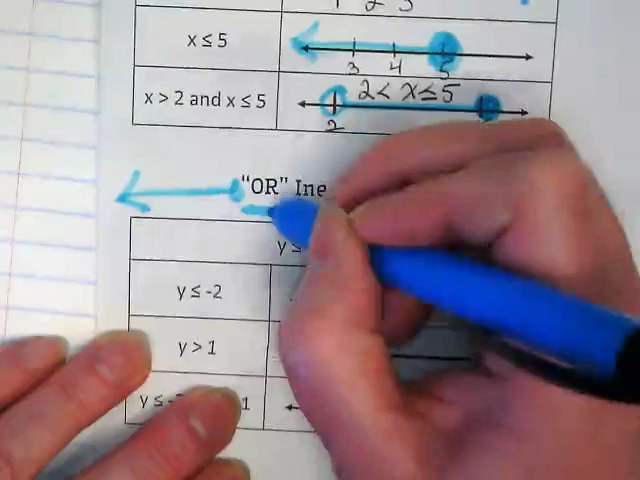 1 2 3
x ≤ 5
3 4 5
x > 2 and x ≤ 5
2 < x ≤ 5
2
"OR" Ine
y ≤
y ≤ -2
y > 1
y ≤ 1